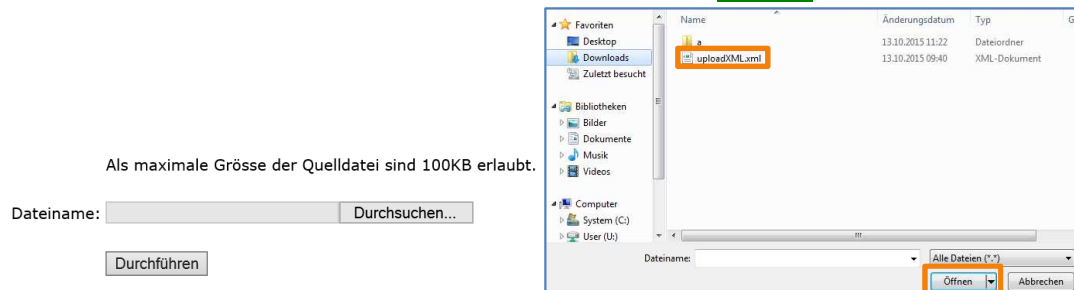 Als maximale Grösse der Quelldatei sind 100KB erlaubt.
Dateiname:
Durchsuchen...
Durchführen
Name Änderungsdatum Typ G
Favoriten
Desktop
Downloads
Zuletzt besucht
Bibliotheken
Bilder
Dokumente
Musik
Videos
Computer
System (C:)
User (U:)
a 13.10.2015 11:22 Dateiordner
uploadXML.xml 13.10.2015 09:40 XML-Dokument
Dateiname:
Alle Dateien (*.*)
Öffnen
Abbrechen